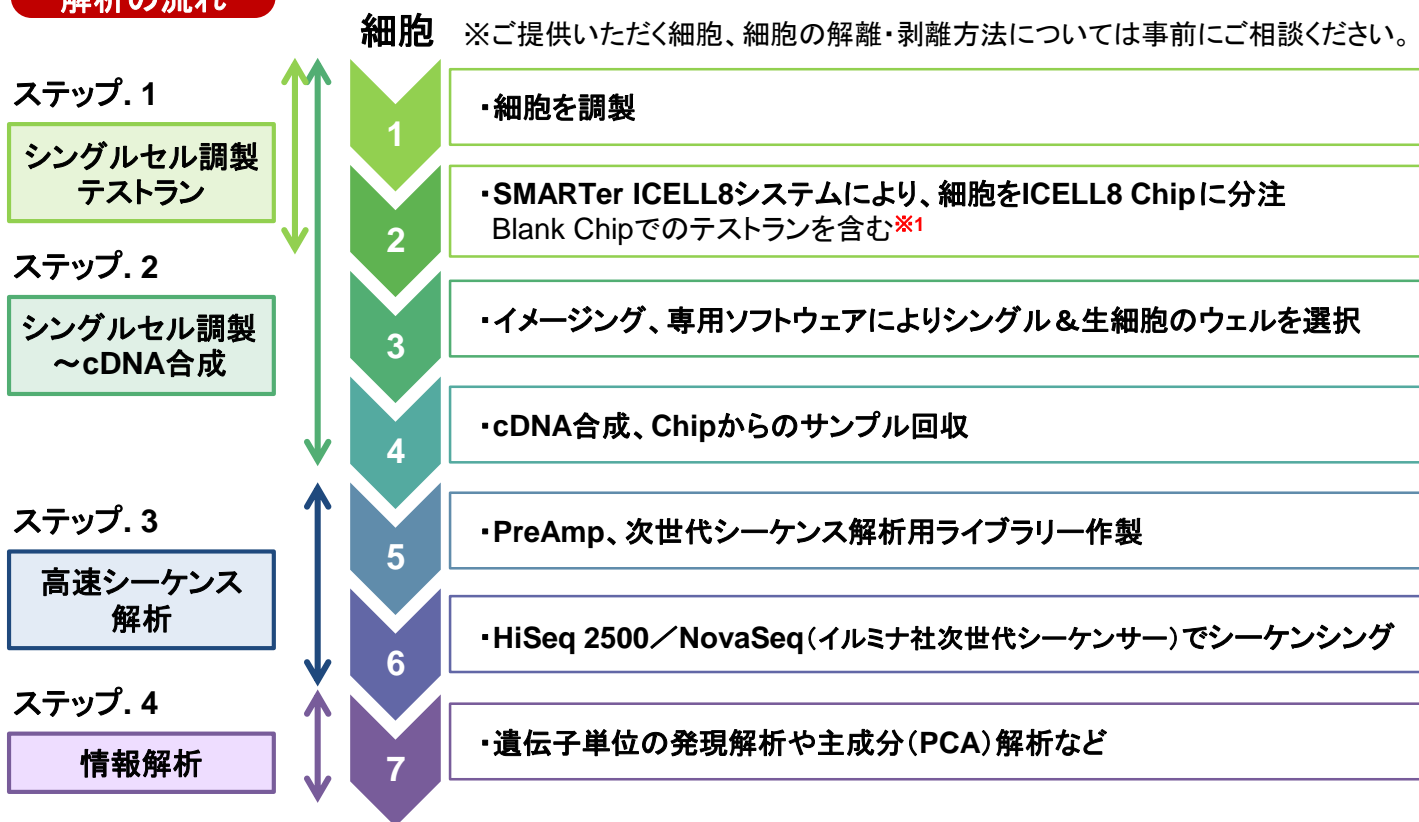 解析の流れ
細胞 ※ご提供いただく細胞、細胞の解離・剥離方法については事前にご相談ください。
ステップ. 1
シングルセル調製
テストラン
1
・細胞を調製
2
・SMARTer ICELL8システムにより、細胞をICELL8 Chipに分注
Blank Chipでのテストランを含む※1
ステップ. 2
シングルセル調製
～cDNA合成
3
・イメージング、専用ソフトウェアによりシングル＆生細胞のウェルを選択
4
・cDNA合成、Chipからのサンプル回収
ステップ. 3
高速シーケンス
解析
5
・PreAmp、次世代シーケンス解析用ライブラリー作製
6
・HiSeq 2500／NovaSeq（イルミナ社次世代シーケンサー）でシーケンシング
ステップ. 4
情報解析
7
・遺伝子単位の発現解析や主成分（PCA）解析など